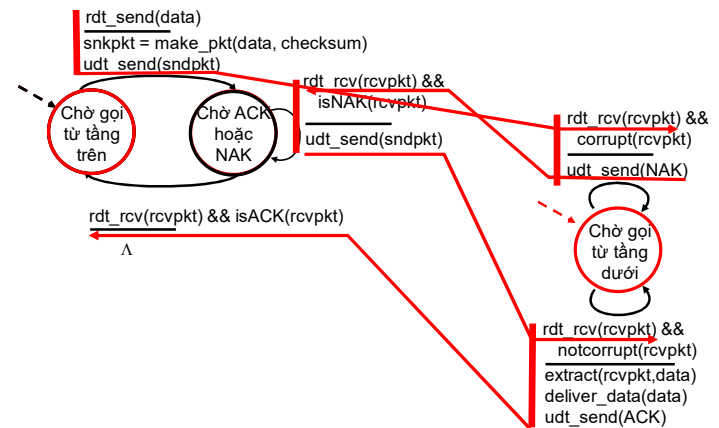 rdt_send(data)
snkpkt = make_pkt(data, checksum)
udt_send(sndpkt)
Chờ gọi
từ tầng
trên
Chờ ACK
hoặc
NAK
rdt_rcv(rcvpkt) &&
isNAK(rcvpkt)
udt_send(sndpkt)
rdt_rcv(rcvpkt) && isACK(rcvpkt)
Λ
rdt_rcv(rcvpkt) &&
corrupt(rcvpkt)
udt_send(NAK)
Chờ gọi
từ tầng
dưới
rdt_rcv(rcvpkt) &&
notcorrupt(rcvpkt)
extract(rcvpkt,data)
deliver_data(data)
udt_send(ACK)